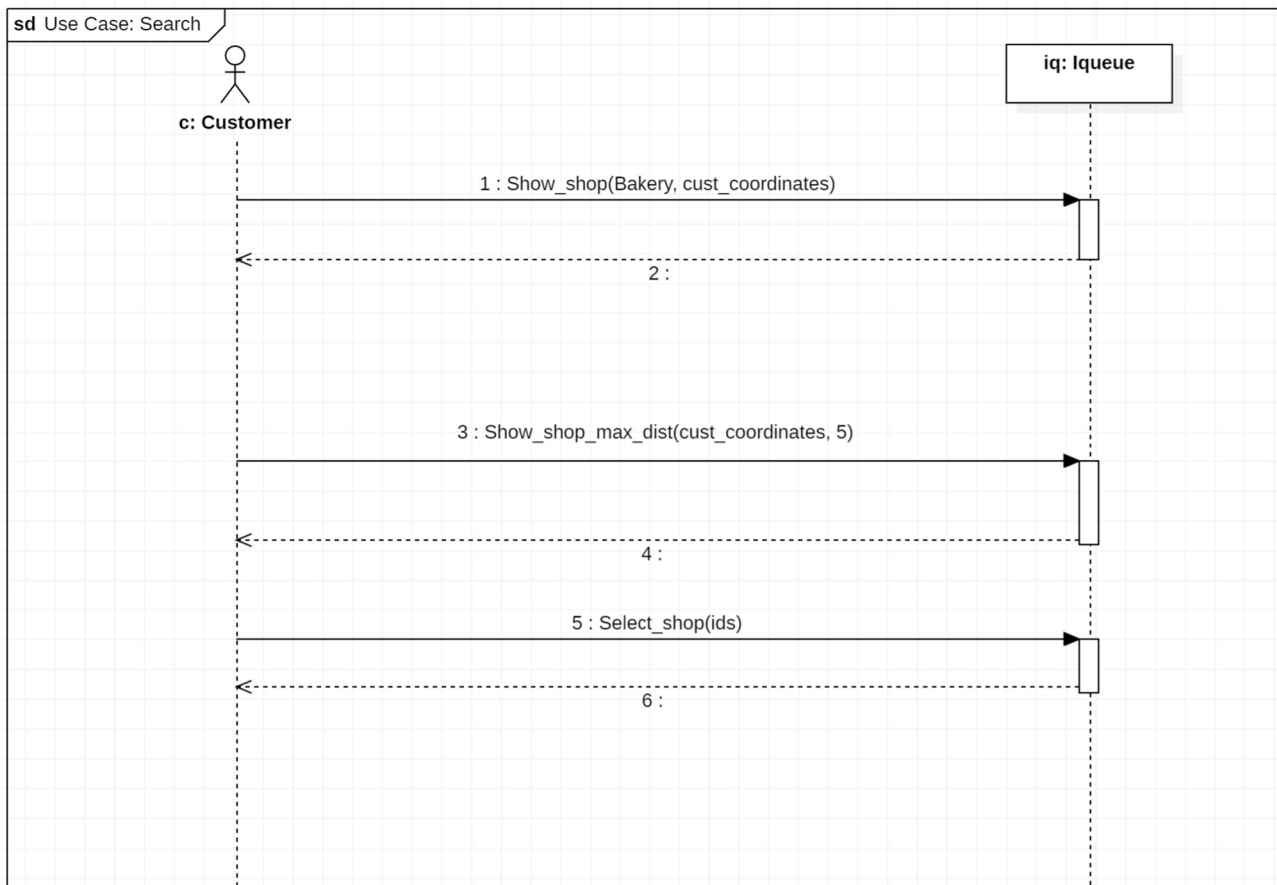 sd Use Case: Search
c: Customer
iq: Iqueue
1 : Show_shop(Bakery, cust_coordinates)
2 :
3 : Show_shop_max_dist(cust_coordinates, 5)
4 :
5 : Select_shop(ids)
6 :